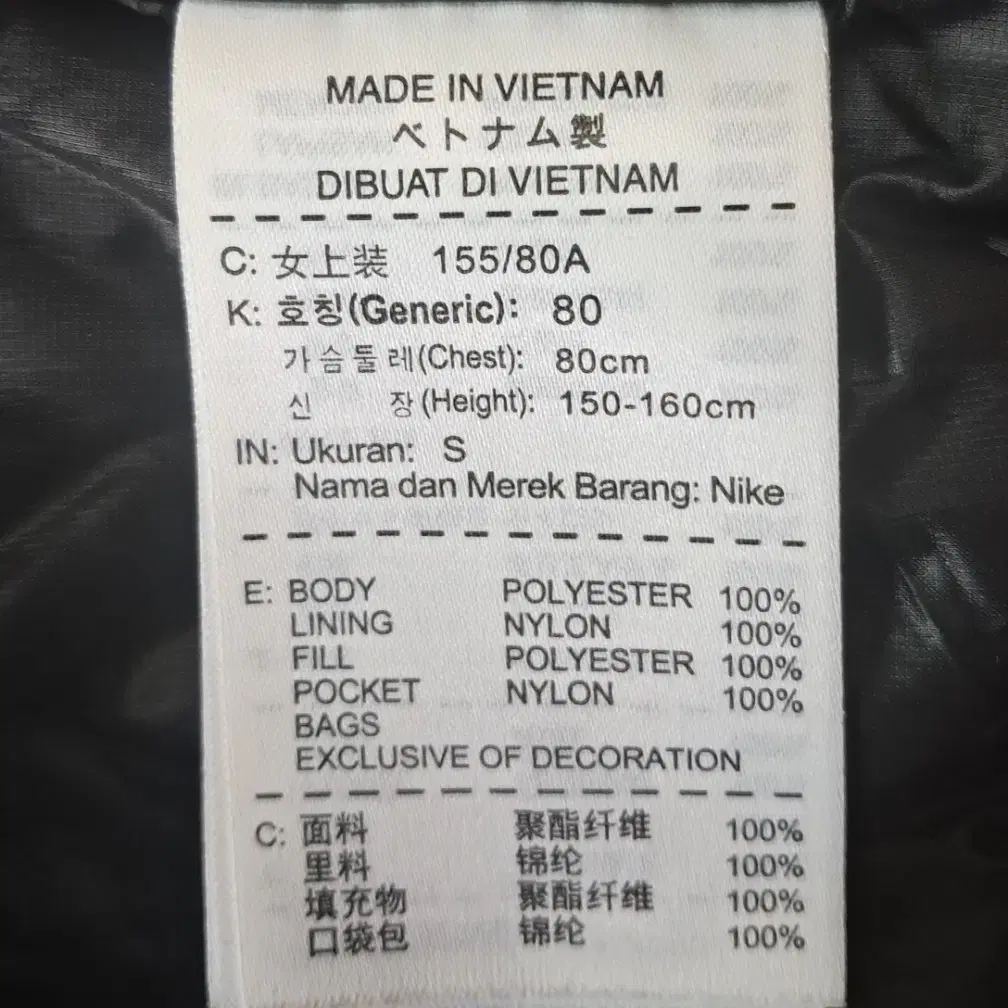 MADE IN VIETNAM
ベトナム製
DIBUAT DI VIETNAM
C: 女上装 155/80A
K: 호칭(Generic): 80
가슴둘레(Chest): 80cm
신 장(Height): 150-160cm
IN: Ukuran: S
Nama dan Merek Barang: Nike
E: BODY POLYESTER 100%
LINING NYLON 100%
FILL POLYESTER 100%
POCKET NYLON 100%
BAGS
EXCLUSIVE OF DECORATION
C: 面料 聚酯纤维 100%
里料 锦纶 100%
填充物 聚酯纤维 100%
口袋包 锦纶 100%